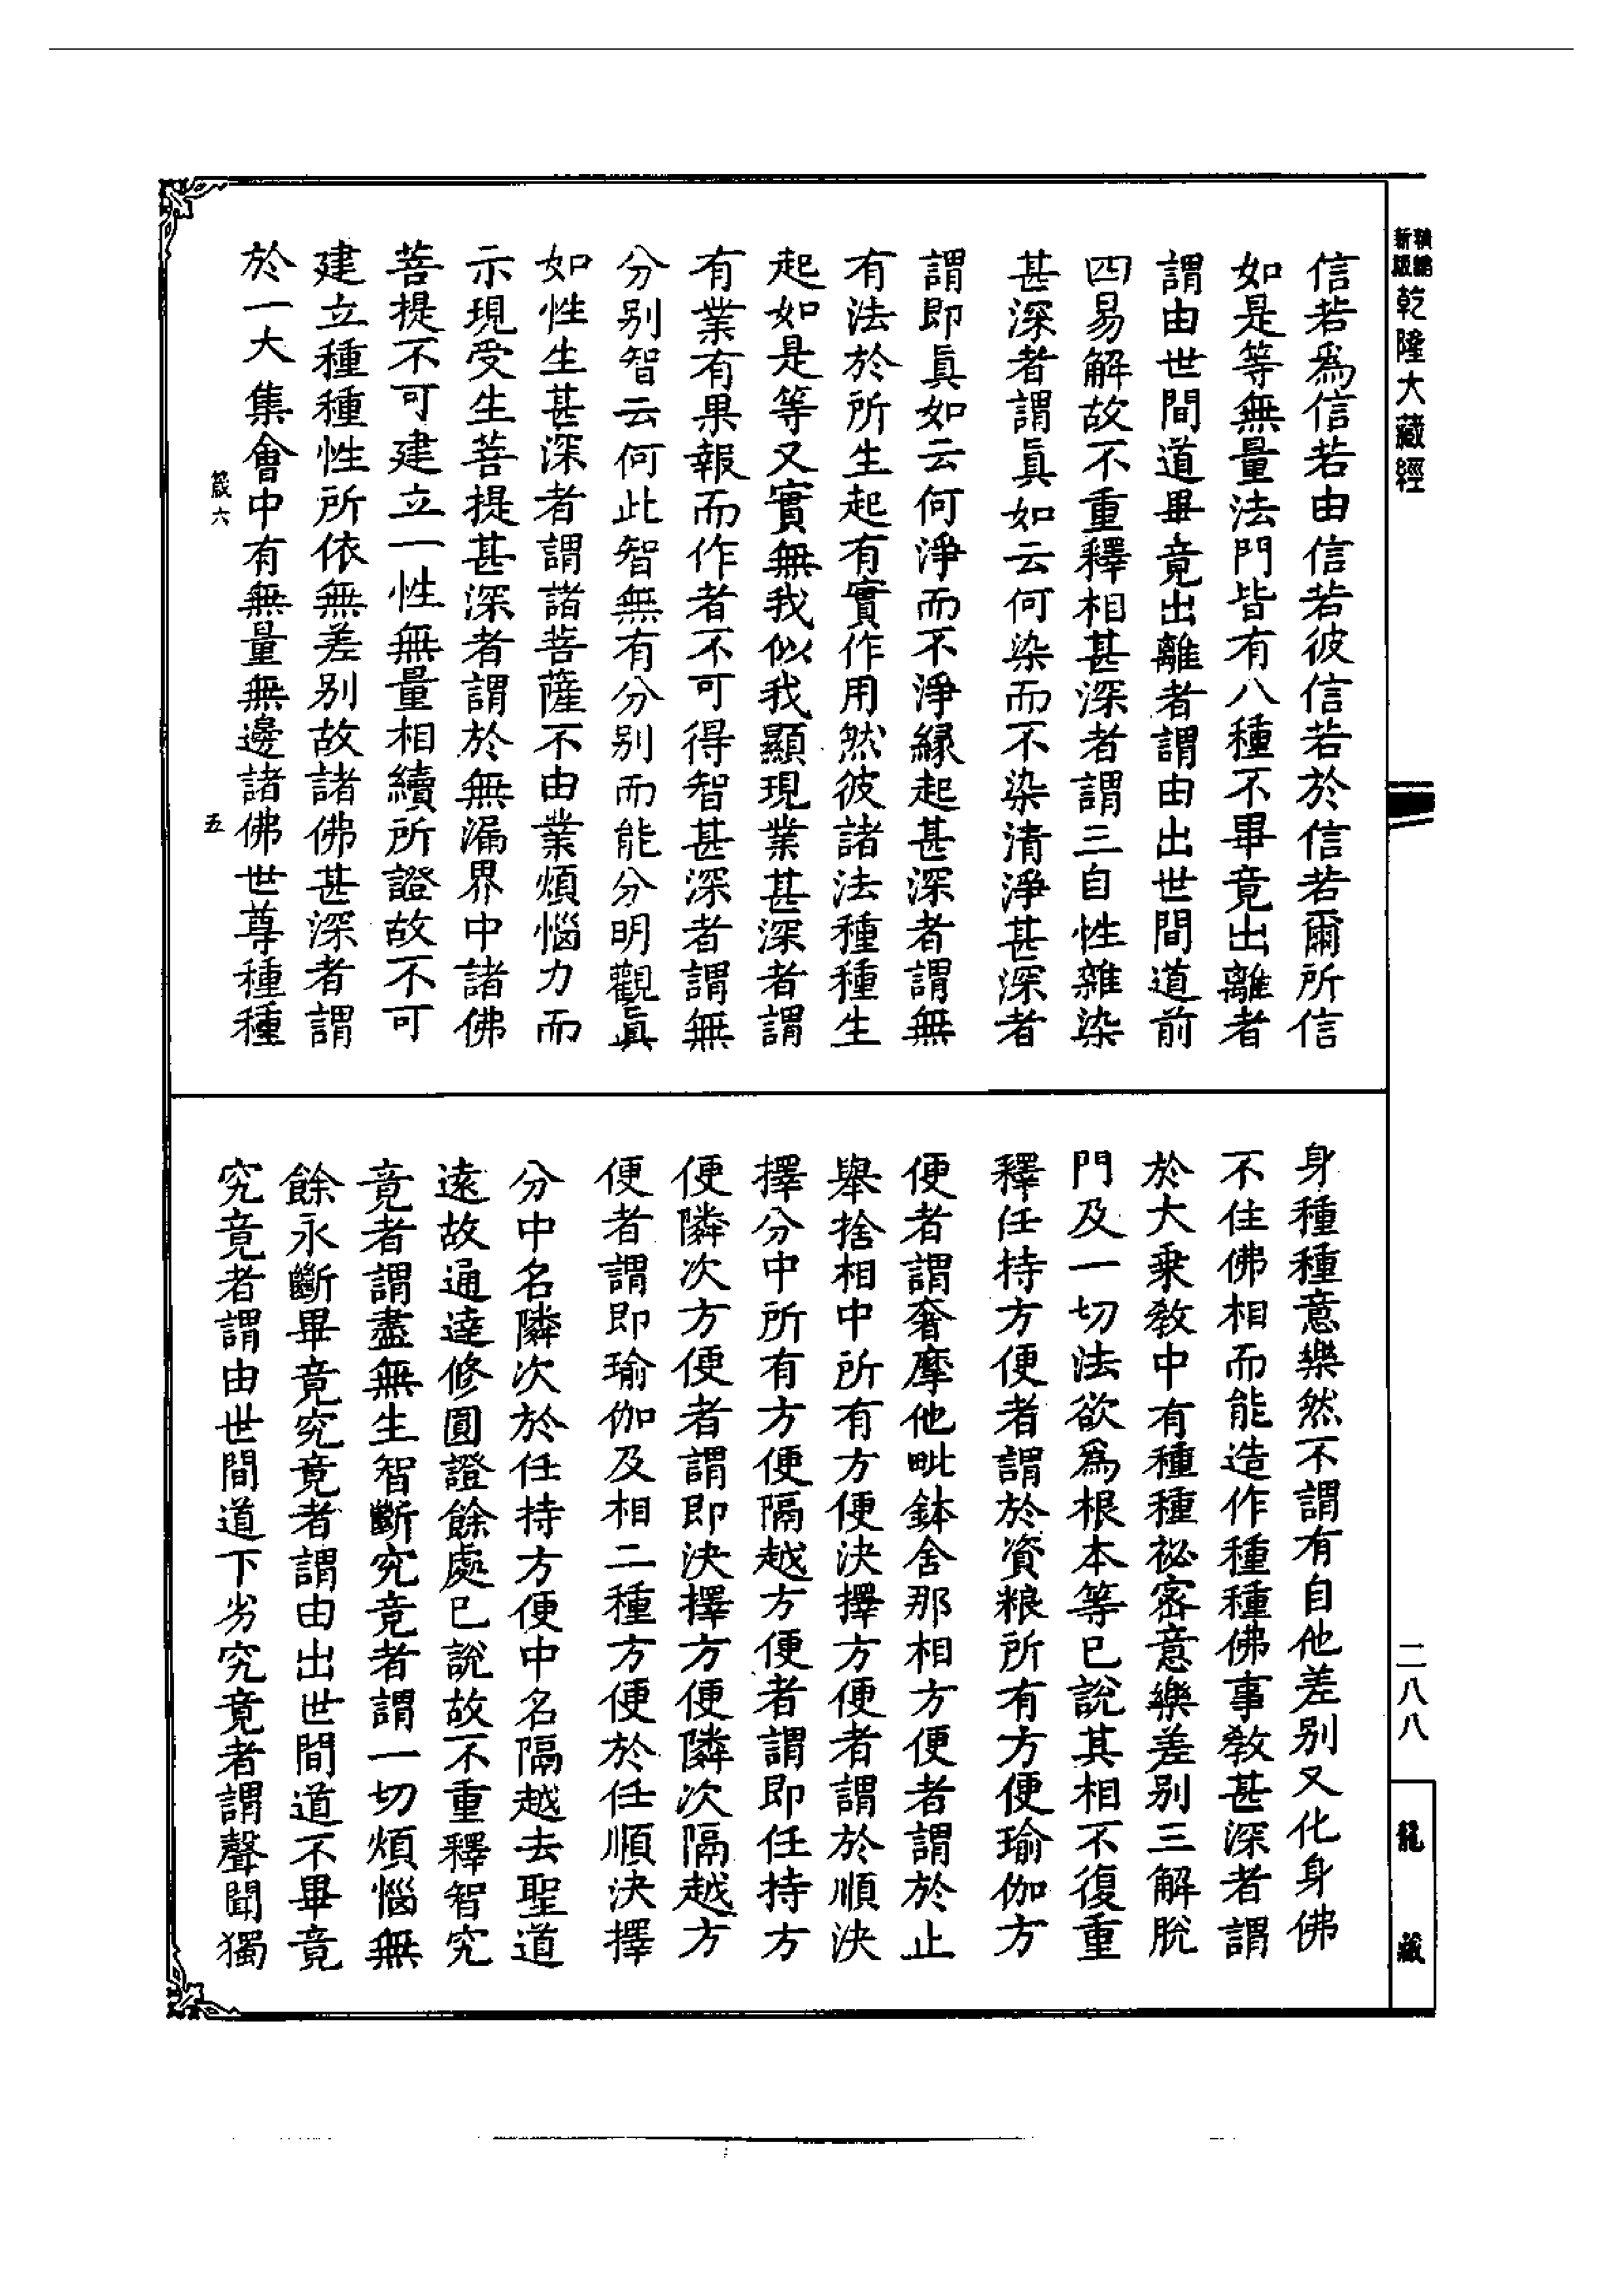 新編
縮版
乾隆大藏經
二八八
龍藏
信若爲信若由信若彼信若於信若爾所信
如是等無量法門皆有八種不畢竟出離者
謂由世間道畢竟出離者謂由出世間道前
四易解故不重釋相甚深者謂三自性雜染
甚深者謂眞如云何染而不染清淨甚深者
謂即眞如云何淨而不淨緣起甚深者謂無
有法於所生起有實作用然彼諸法種種生
起如是等又實無我似我顯現業甚深者謂
有業有果報而作者不可得智甚深者謂無
分別智云何此智無有分別而能分明觀眞
如性生甚深者謂諸菩薩不由業煩惱力而
示現受生菩提甚深者謂於無漏界中諸佛
菩提不可建立一性無量相續所證故不可
建立種種性所依無差別故諸佛甚深者謂
於一大集會中有無量無邊諸佛世尊種種
箴六
五
身種種意樂然不謂有自他差別又化身佛
不住佛相而能造作種種佛事教甚深者謂
於大乘教中有種種祕密意樂差別三解脫
門及一切法欲爲根本等已說其相不復重
釋任持方便者謂於資粮所有方便瑜伽方
便者謂奢摩他毗鉢舍那相方便者謂於止
舉捨相中所有方便決擇方便者謂於順決
擇分中所有方便隔越方便者謂即任持方
便隣次方便者謂即決擇方便隣次隔越方
便者謂即瑜伽及相二種方便於任順決擇
分中名隣次於任持方便中名隔越去聖道
遠故通達修圓證餘處已說故不重釋智究
竟者謂盡無生智斷究竟者謂一切煩惱無
餘永斷畢竟究竟者謂由出世間道不畢竟
究竟者謂由世間道下劣究竟者謂聲聞獨